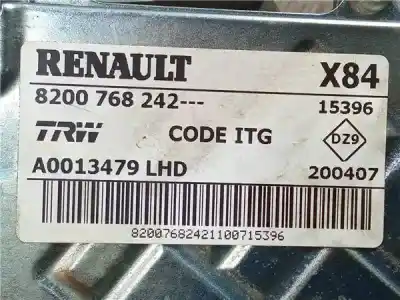 RENAULT X84
8200 768 242--- 15396
TRW CODE ITG DZ9
A0013479 LHD 200407
82007682421100715396